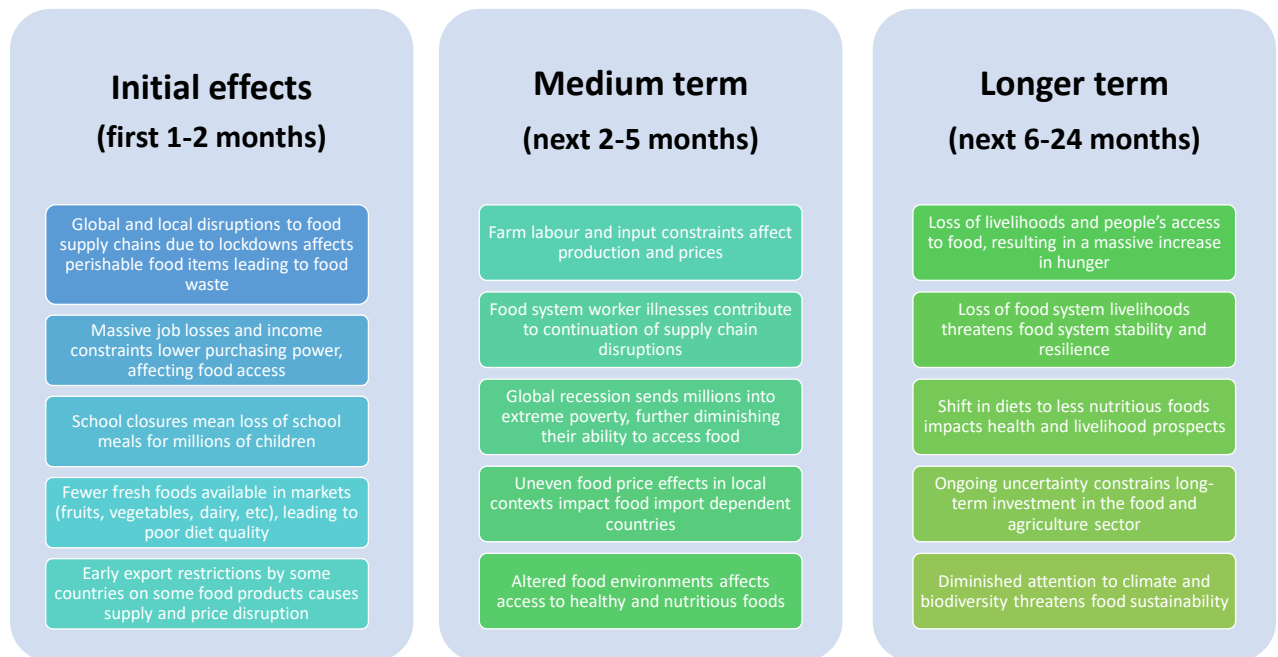 Initial effects
(first 1-2 months)
Global and local disruptions to food
supply chains due to lockdowns affects
perishable food items leading to food
waste
Massive job losses and income
constraints lower purchasing power,
affecting food access
School closures mean loss of school
meals for millions of children
Fewer fresh foods available in markets
(fruits, vegetables, dairy, etc), leading to
poor diet quality
Early export restrictions by some
countries on some food products causes
supply and price disruption
Medium term
(next 2-5 months)
Farm labour and input constraints affect
production and prices
Food system worker illnesses contribute
to continuation of supply chain
disruptions
Global recession sends millions into
extreme poverty, further diminishing
their ability to access food
Uneven food price effects in local
contexts impact food import dependent
countries
Altered food environments affects
access to healthy and nutritious foods
Longer term
(next 6-24 months)
Loss of livelihoods and people’s access
to food, resulting in a massive increase
in hunger
Loss of food system livelihoods
threatens food system stability and
resilience
Shift in diets to less nutritious foods
impacts health and livelihood prospects
Ongoing uncertainty constrains long-
term investment in the food and
agriculture sector
Diminished attention to climate and
biodiversity threatens food sustainability